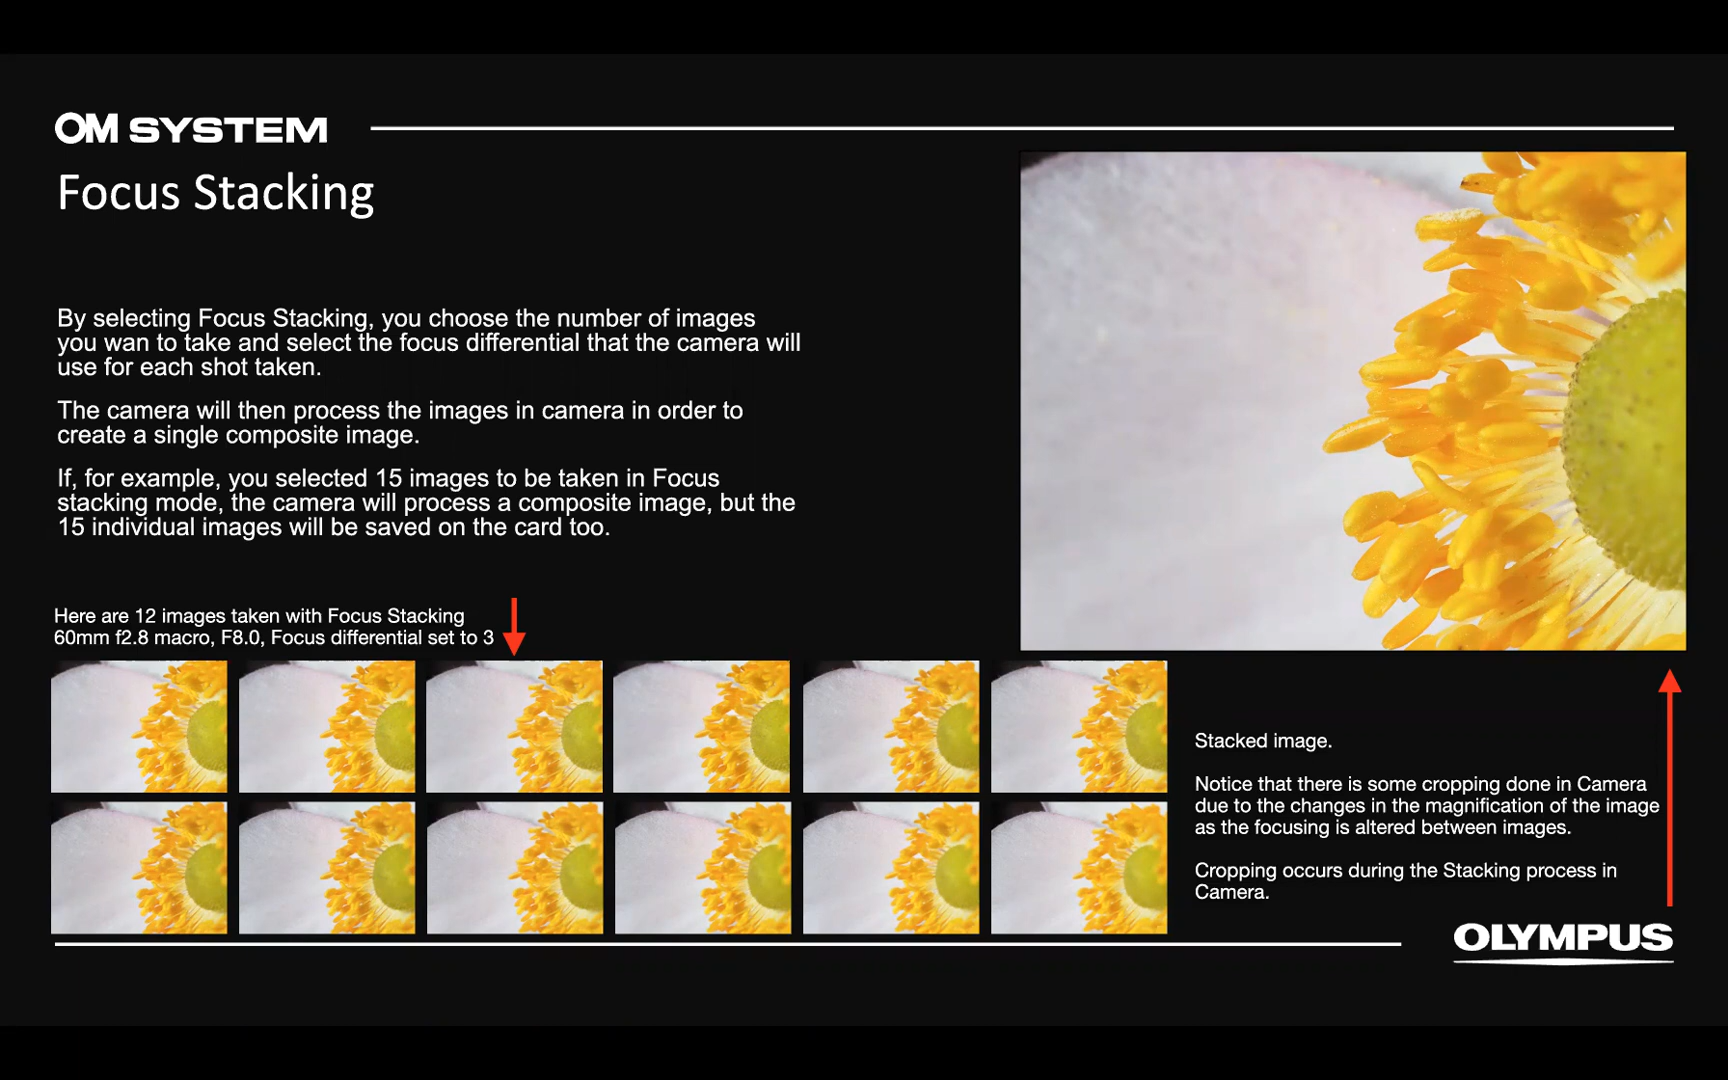 OM SYSTEM
Focus Stacking
By selecting Focus Stacking, you choose the number of images
you wan to take and select the focus differential that the camera will
use for each shot taken.
The camera will then process the images in camera in order to
create a single composite image.
If, for example, you selected 15 images to be taken in Focus
stacking mode, the camera will process a composite image, but the
15 individual images will be saved on the card too.
Here are 12 images taken with Focus Stacking
60mm f2.8 macro, F8.0, Focus differential set to 3
Stacked image.
Notice that there is some cropping done in Camera
due to the changes in the magnification of the image
as the focusing is altered between images.
Cropping occurs during the Stacking process in
Camera.
OLYMPUS